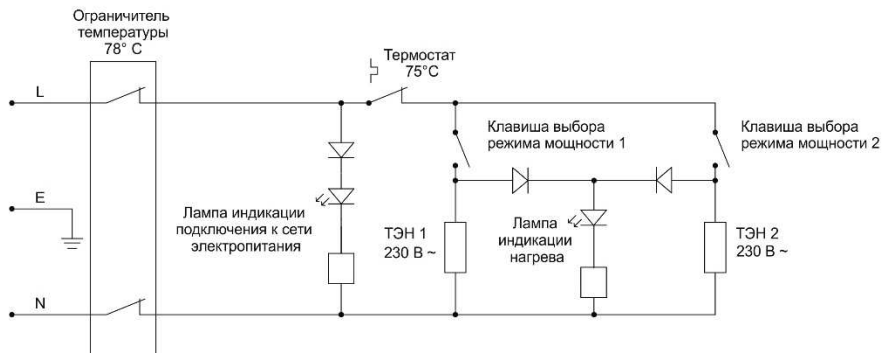 Ограничитель
температуры
78° С
Термостат
75°С
L
Клавиша выбора
режима мощности 1
Клавиша выбора
режима мощности 2
E
Лампа индикации
подключения к сети
электропитания
ТЭН 1
230 В ~
Лампа
индикации
нагрева
ТЭН 2
230 В ~
N